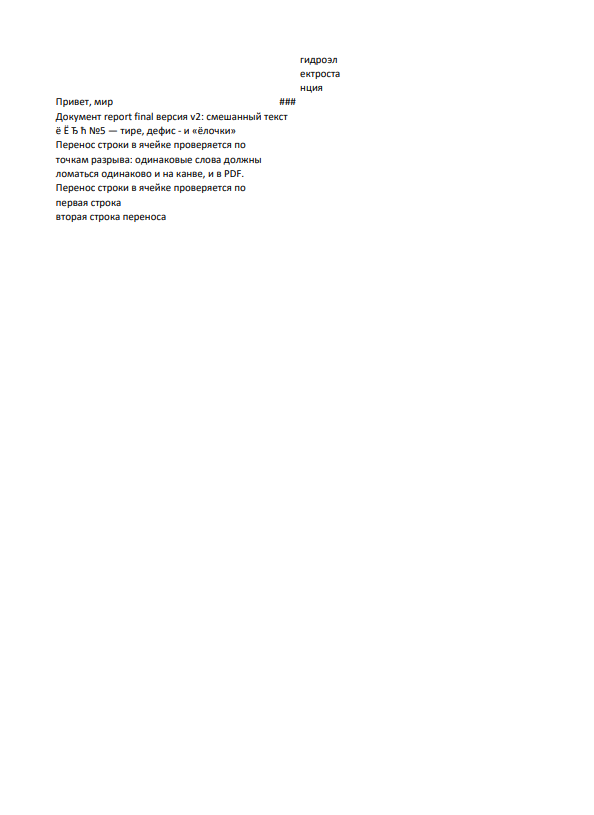 гидроэл
ектроста
нция
Привет, мир ###
Документ report final версия v2: смешанный текст
ё Ё Ђ ћ №5 — тире, дефис - и «ёлочки»
Перенос строки в ячейке проверяется по
точкам разрыва: одинаковые слова должны
ломаться одинаково и на канве, и в PDF.
Перенос строки в ячейке проверяется по
первая строка
вторая строка переноса